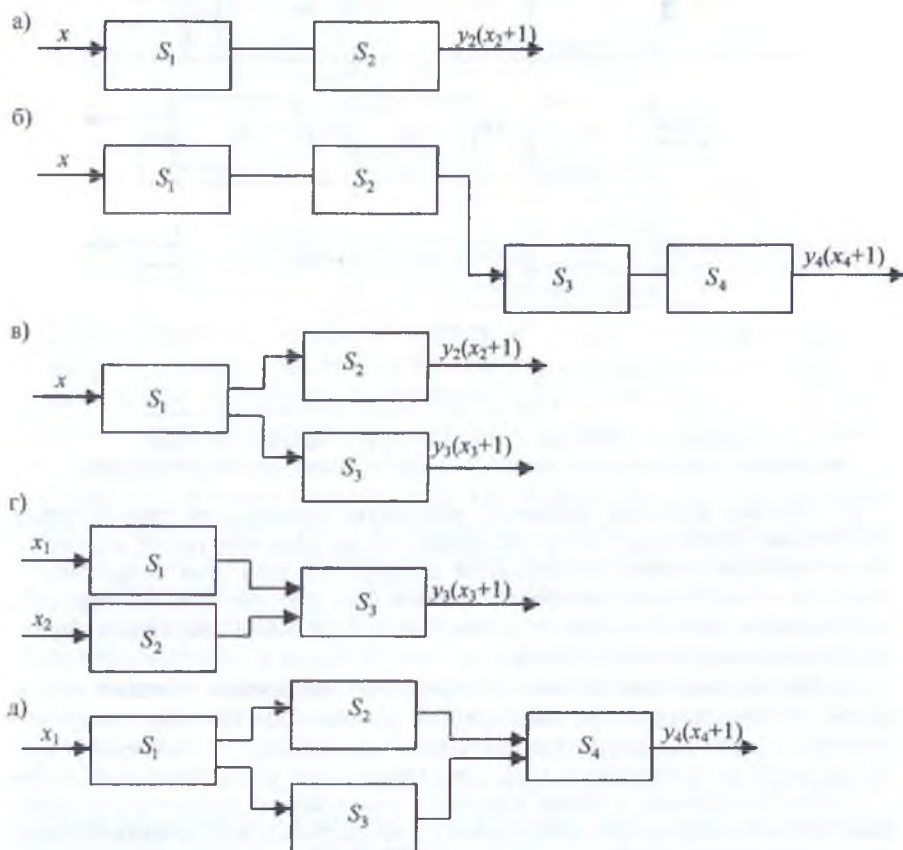 а)
x S₁ S₂ y₂(x₂+1)
б)
x S₁ S₂
S₃ S₄ y₄(x₄+1)
в)
S₂ y₂(x₂+1)
x S₁
S₃ y₃(x₃+1)
г)
x₁ S₁
S₃ y₃(x₃+1)
x₂ S₂
д)
S₂
x₁ S₁ S₄ y₄(x₄+1)
S₃